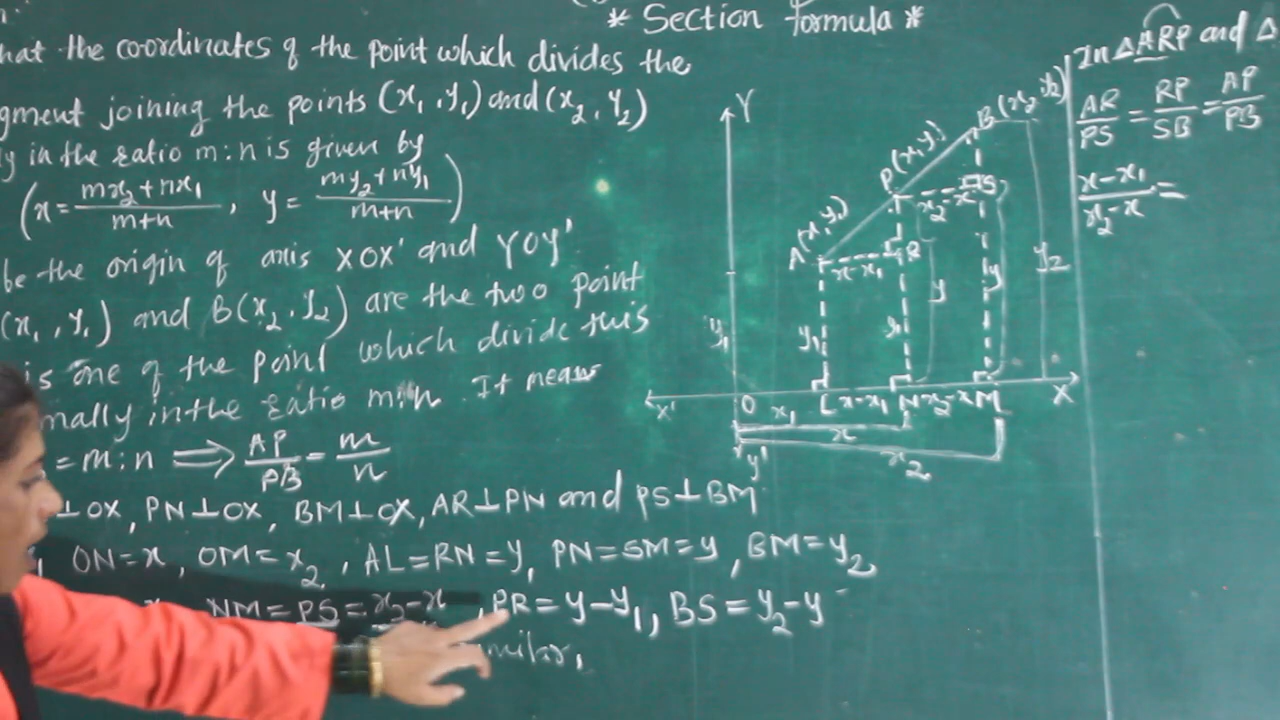 * Section formula *
hat the coordinates of the point which divides the
gment joining the points (x₁, y₁) and (x₂, y₂)
ly in the ratio m:n is given by
(x = mx₂+nx₁/m+n , y = my₂+ny₁/m+n)
be the origin of axis XOX' and YOY'
(x₁, y₁) and B(x₂, y₂) are the two point
is one of the point which divide this
nally in the ratio m:n. It means
= m:n ⟹ AP/PB = m/n
⊥OX, PN⊥OX, BM⊥OX, AR⊥PN and PS⊥BM
ON=x, OM=x₂, AL=RN=y, PN=SM=y, BM=y₂
NM=PS=x₂-x, PR=y-y₁, BS=y₂-y
milar,
Y
B(x₂, y₂)
P(x, y)
S
x₂-x
A(x, y₁)
R
x-x₁
y
y
y₂
y₁
y₁
y₁
X'
O
x₁
L
x-x₁
N
x₂-x
M
X
x
x₂
y'
In △ARP and △
AR/PS = RP/SB = AP/PB
x-x₁/x₂-x =